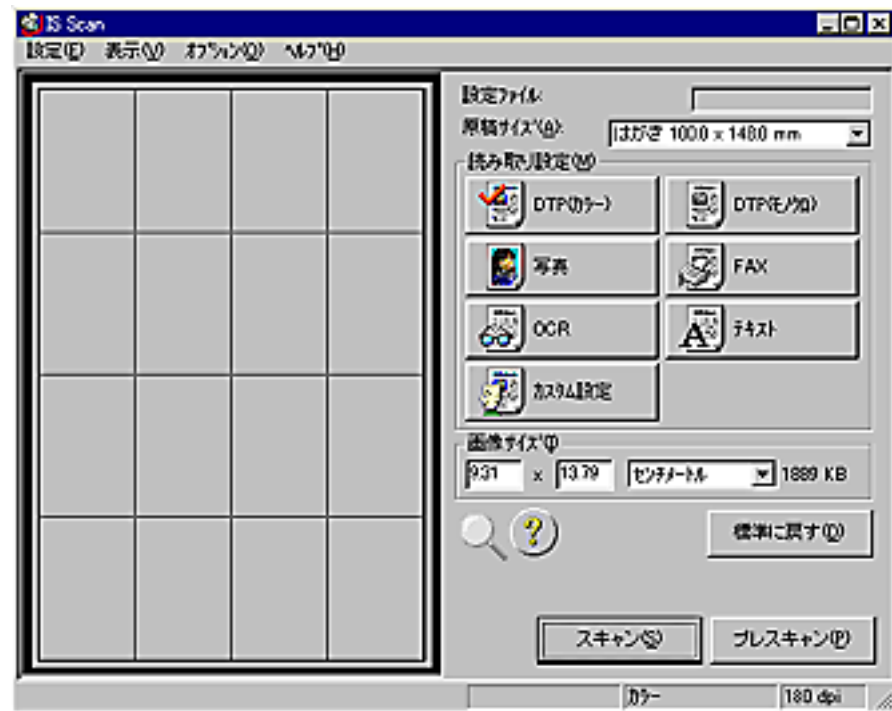 IS Scan
設定(E) 表示(V) オプション(O) ヘルプ(H)
設定ファイル:
原稿サイズ(A): はがき 100.0 x 148.0 mm
読み取り設定(M)
DTP(カラー) DTP(モノクロ)
写真 FAX
OCR テキスト
カスタム設定
画像サイズ(I)
9.31 x 13.79 センチメートル 1889 KB
標準に戻す(D)
スキャン(S) プレスキャン(P)
カラー 180 dpi